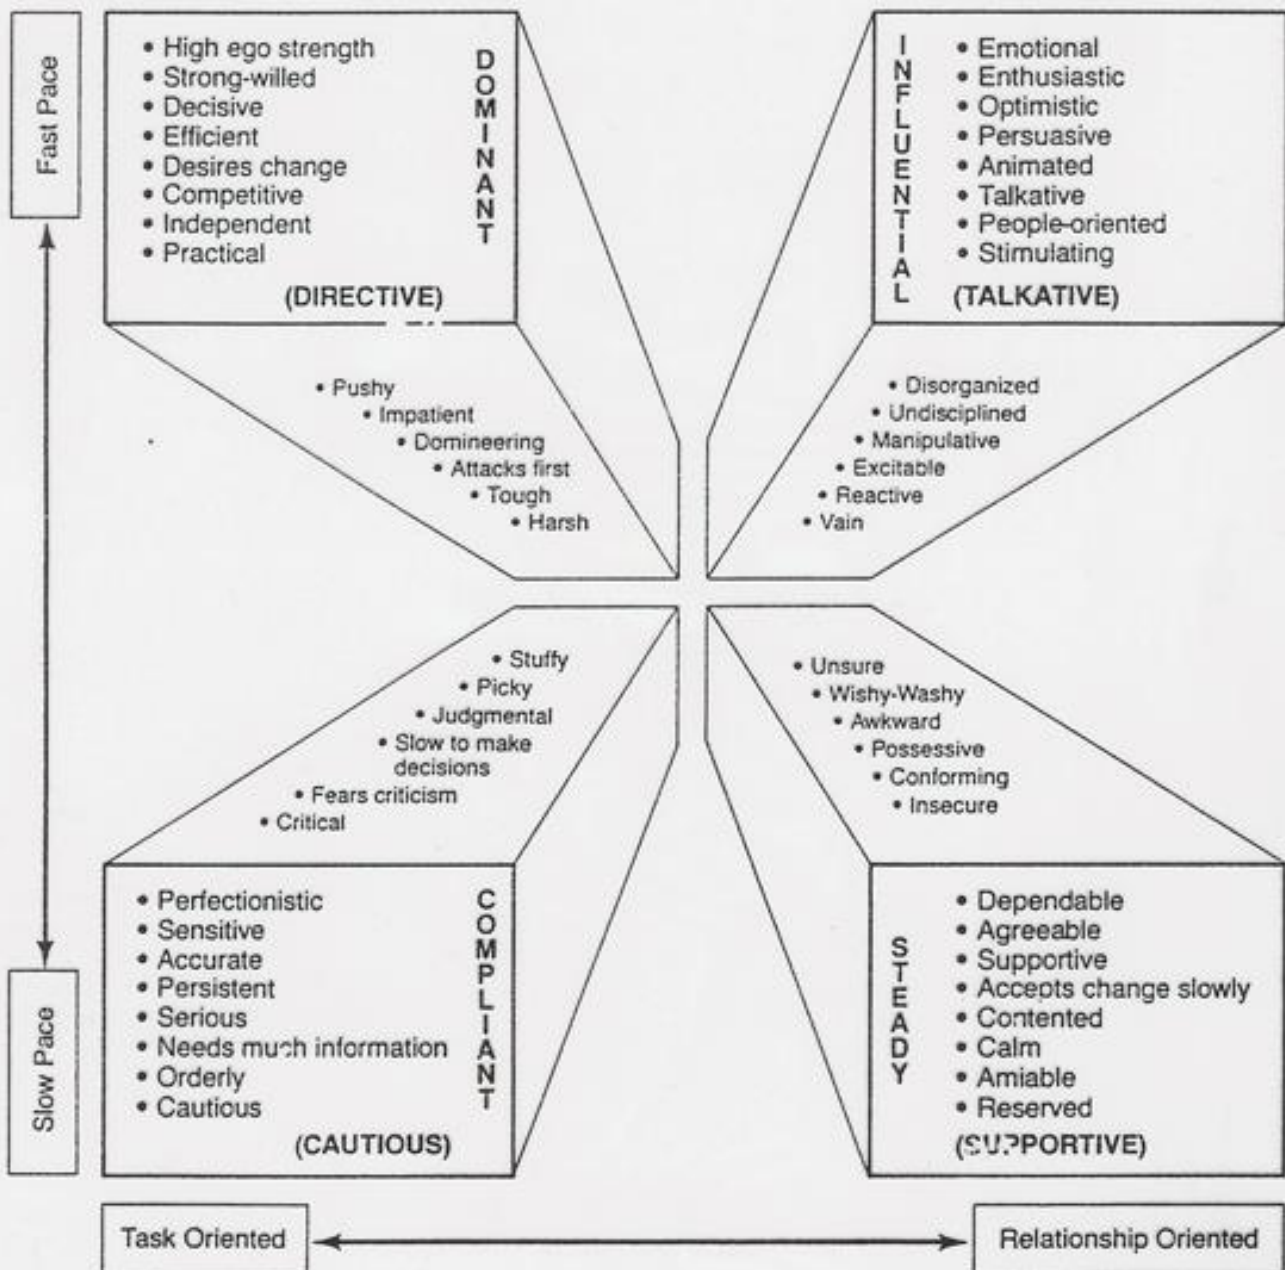 Fast Pace
• High ego strength
• Strong-willed
• Decisive
• Efficient
• Desires change
• Competitive
• Independent
• Practical
DOMINANT
(DIRECTIVE)
INFLUENTIAL
• Emotional
• Enthusiastic
• Optimistic
• Persuasive
• Animated
• Talkative
• People-oriented
• Stimulating
(TALKATIVE)
• Pushy
• Impatient
• Domineering
• Attacks first
• Tough
• Harsh
• Disorganized
• Undisciplined
• Manipulative
• Excitable
• Reactive
• Vain
• Stuffy
• Picky
• Judgmental
• Slow to make
decisions
• Fears criticism
• Critical
• Unsure
• Wishy-Washy
• Awkward
• Possessive
• Conforming
• Insecure
Slow Pace
• Perfectionistic
• Sensitive
• Accurate
• Persistent
• Serious
• Needs much information
• Orderly
• Cautious
COMPLIANT
(CAUTIOUS)
STEADY
• Dependable
• Agreeable
• Supportive
• Accepts change slowly
• Contented
• Calm
• Amiable
• Reserved
(SUPPORTIVE)
Task Oriented
Relationship Oriented